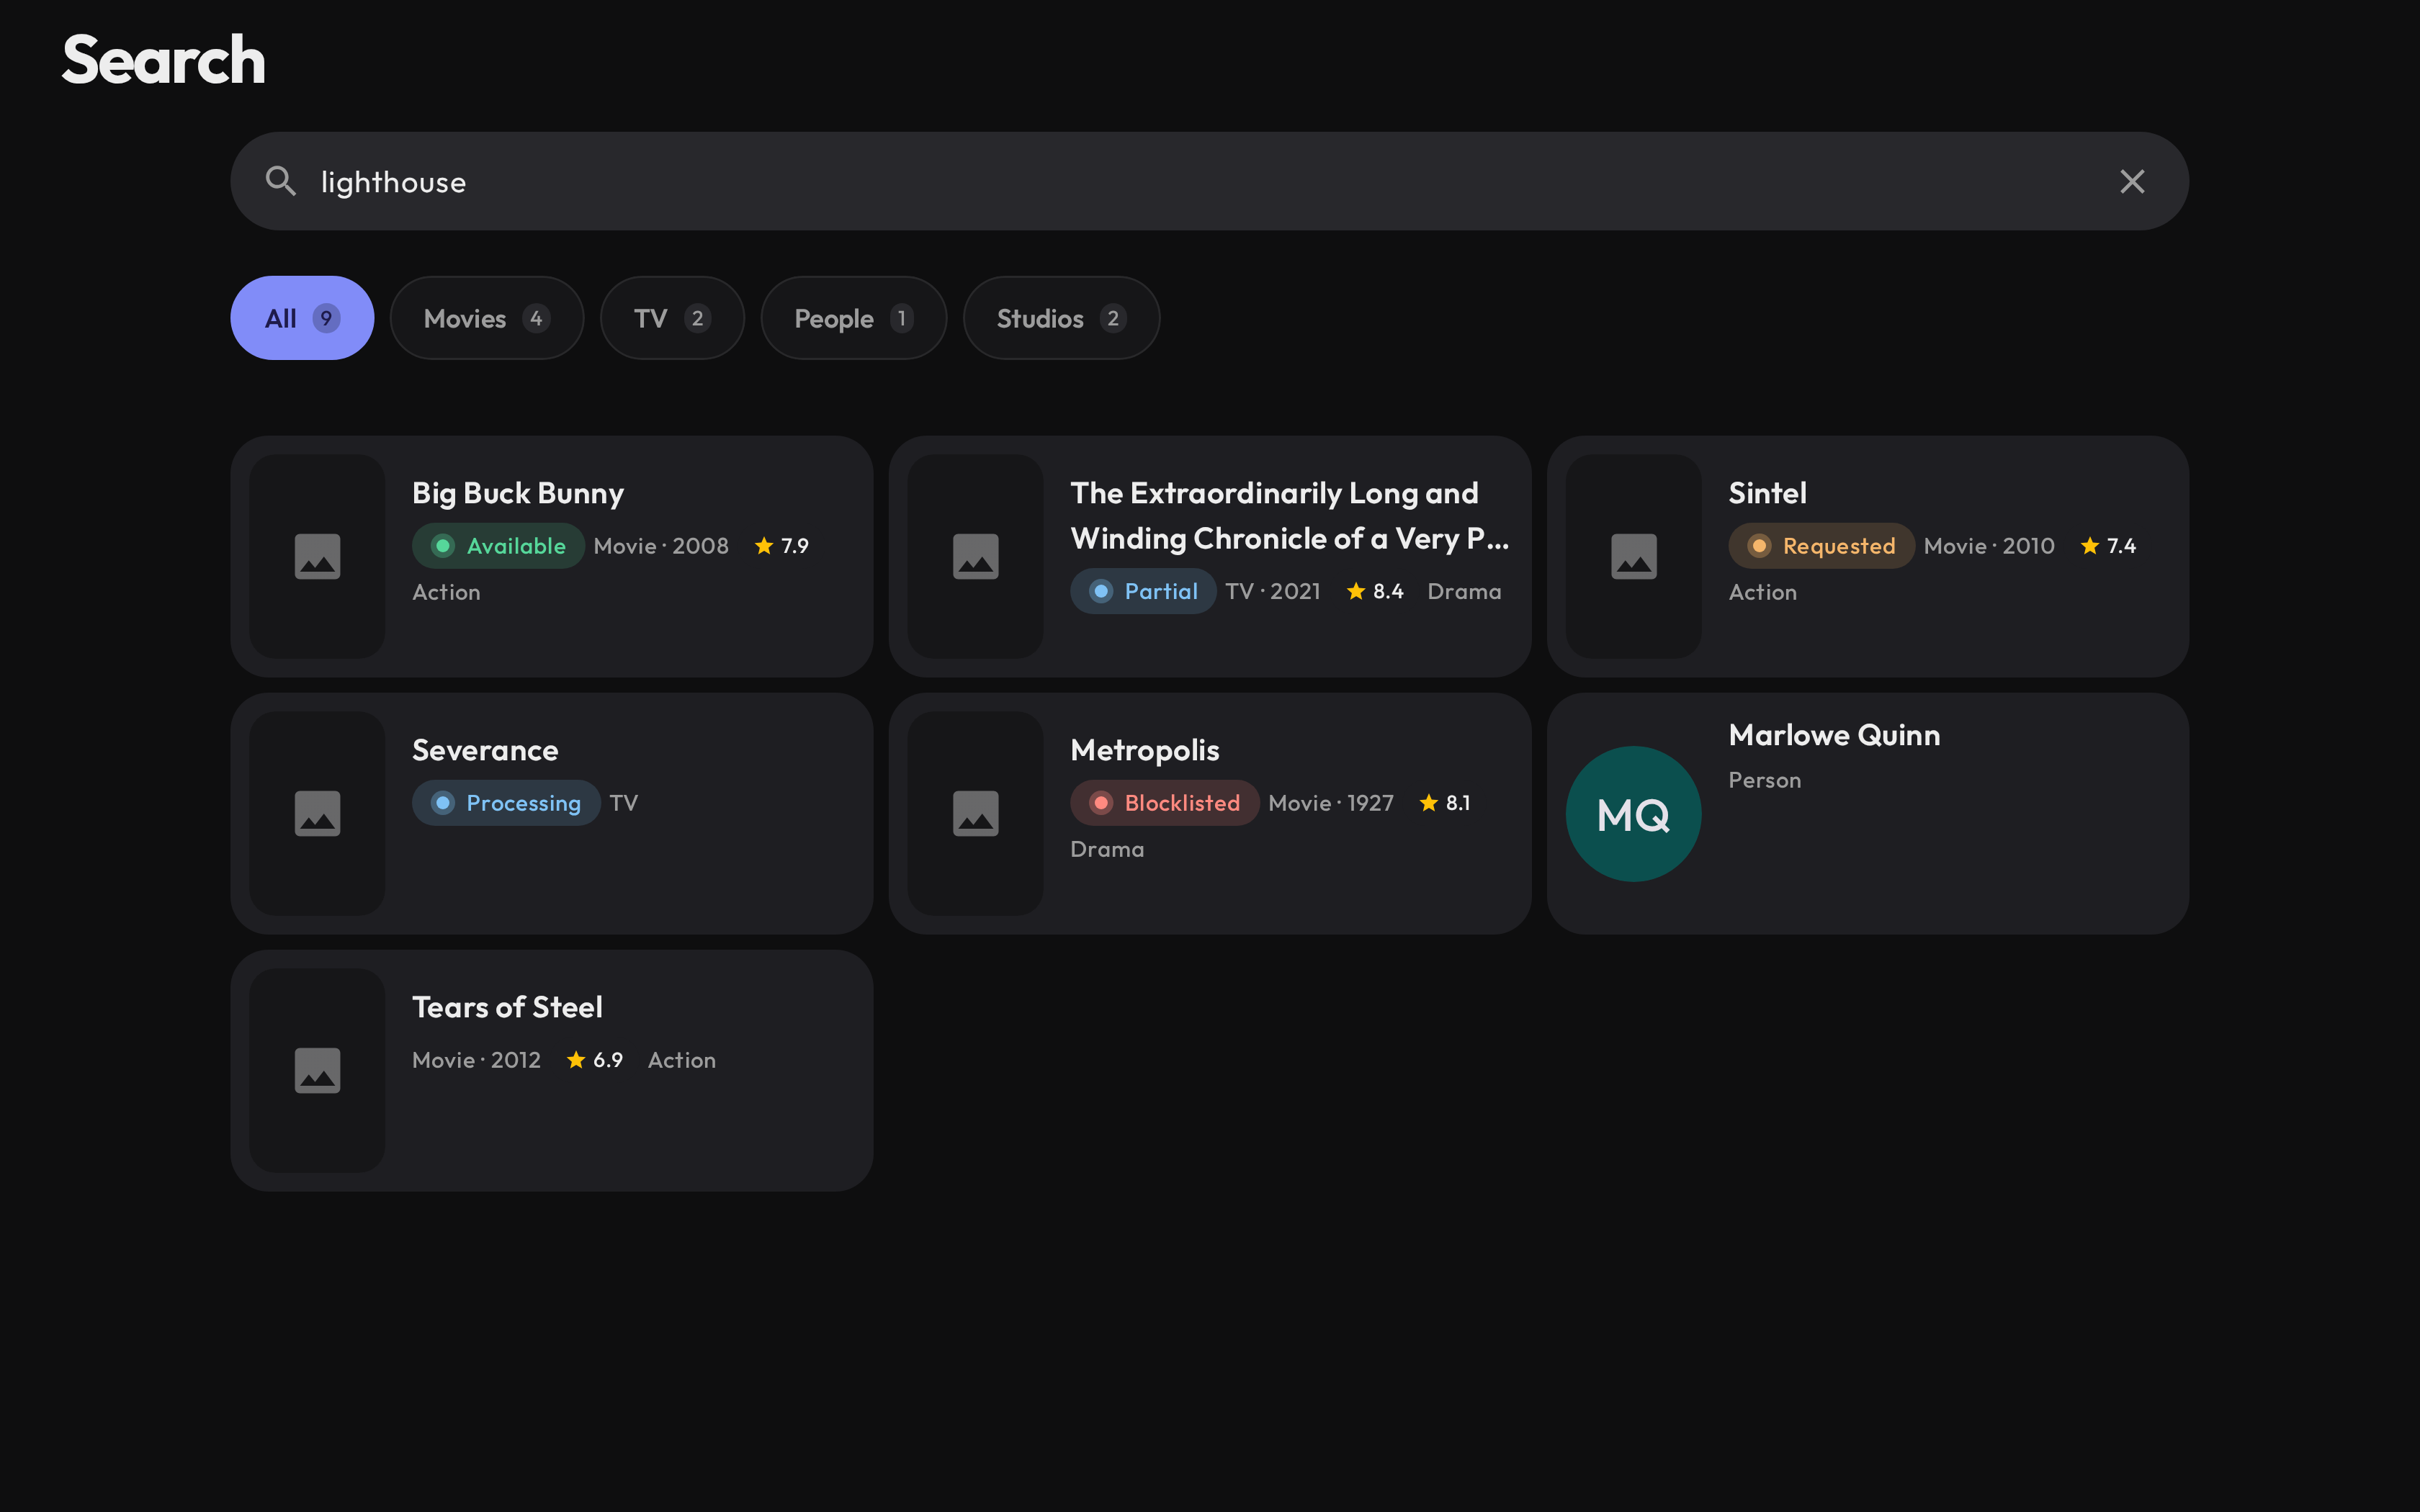 Search
lighthouse
All 9
Movies 4
TV 2
People 1
Studios 2
Big Buck Bunny
Available Movie · 2008 7.9
Action
The Extraordinarily Long and
Winding Chronicle of a Very P...
Partial TV · 2021 8.4 Drama
Sintel
Requested Movie · 2010 7.4
Action
Severance
Processing TV
Metropolis
Blocklisted Movie · 1927 8.1
Drama
MQ
Marlowe Quinn
Person
Tears of Steel
Movie · 2012 6.9 Action